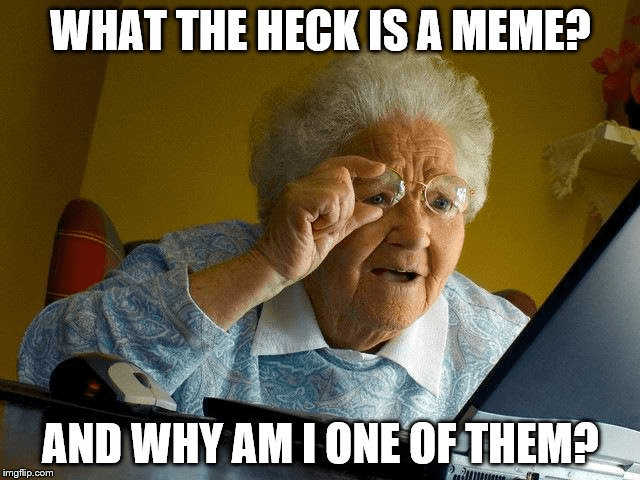 WHAT THE HECK IS A MEME?
AND WHY AM I ONE OF THEM?
imgflip.com